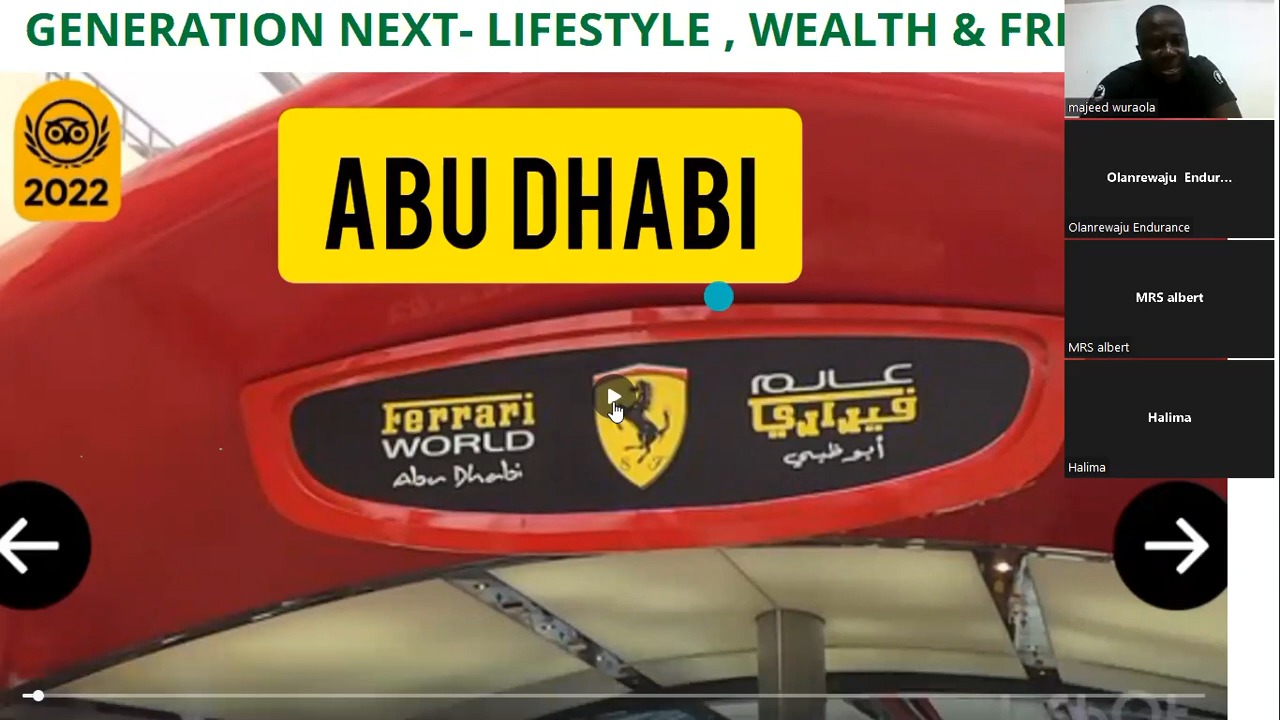 GENERATION NEXT- LIFESTYLE , WEALTH & FRI
2022
ABU DHABI
Ferrari
WORLD
Abu Dhabi
S F
عالم
فيراري
أبوظبي
majeed wuraola
Olanrewaju Endur...
Olanrewaju Endurance
MRS albert
MRS albert
Halima
Halima